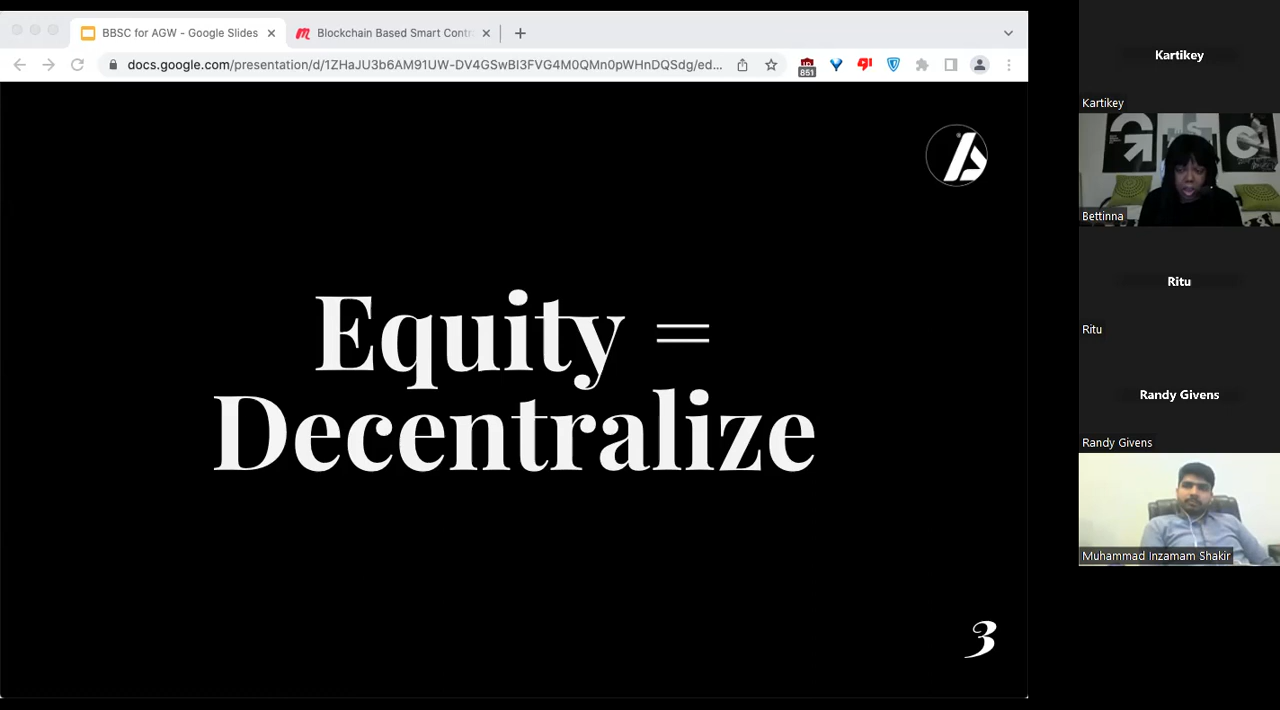 BBSC for AGW - Google Slides
Blockchain Based Smart Contr
docs.google.com/presentation/d/1ZHaJU3b6AM91UW-DV4GSwBI3FVG4M0QMn0pWHnDQSdg/ed...
851
Equity =
Decentralize
3
Kartikey
Kartikey
Bettinna
Ritu
Ritu
Randy Givens
Randy Givens
Muhammad Inzamam Shakir